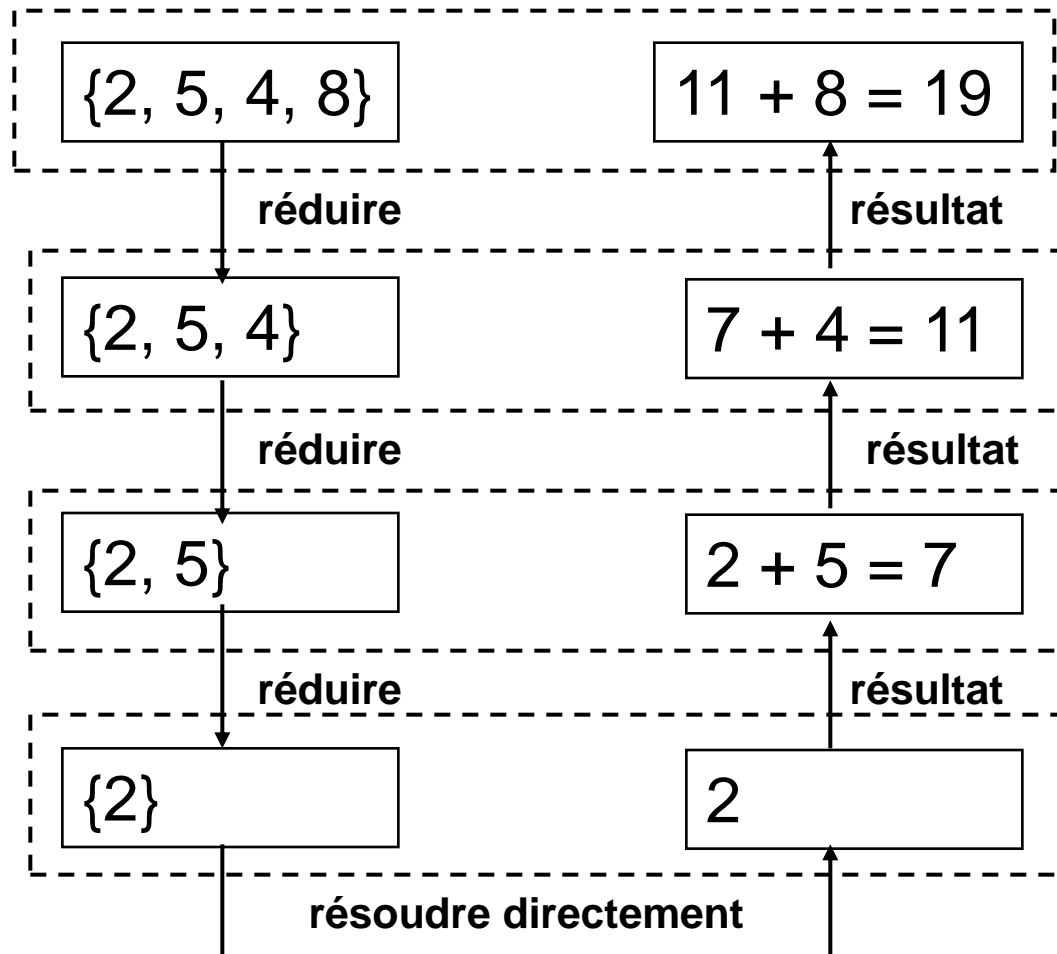 {2, 5, 4, 8}
11 + 8 = 19
réduire
résultat
{2, 5, 4}
7 + 4 = 11
réduire
résultat
{2, 5}
2 + 5 = 7
réduire
résultat
{2}
2
résoudre directement